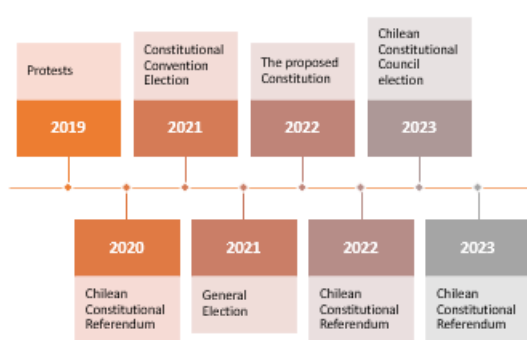 Protests
2019
Constitutional
Convention
Election
2021
The proposed
Constitution
2022
Chilean
Constitutional
Council
election
2023
2020
Chilean
Constitutional
Referendum
2021
General
Election
2022
Chilean
Constitutional
Referendum
2023
Chilean
Constitutional
Referendum